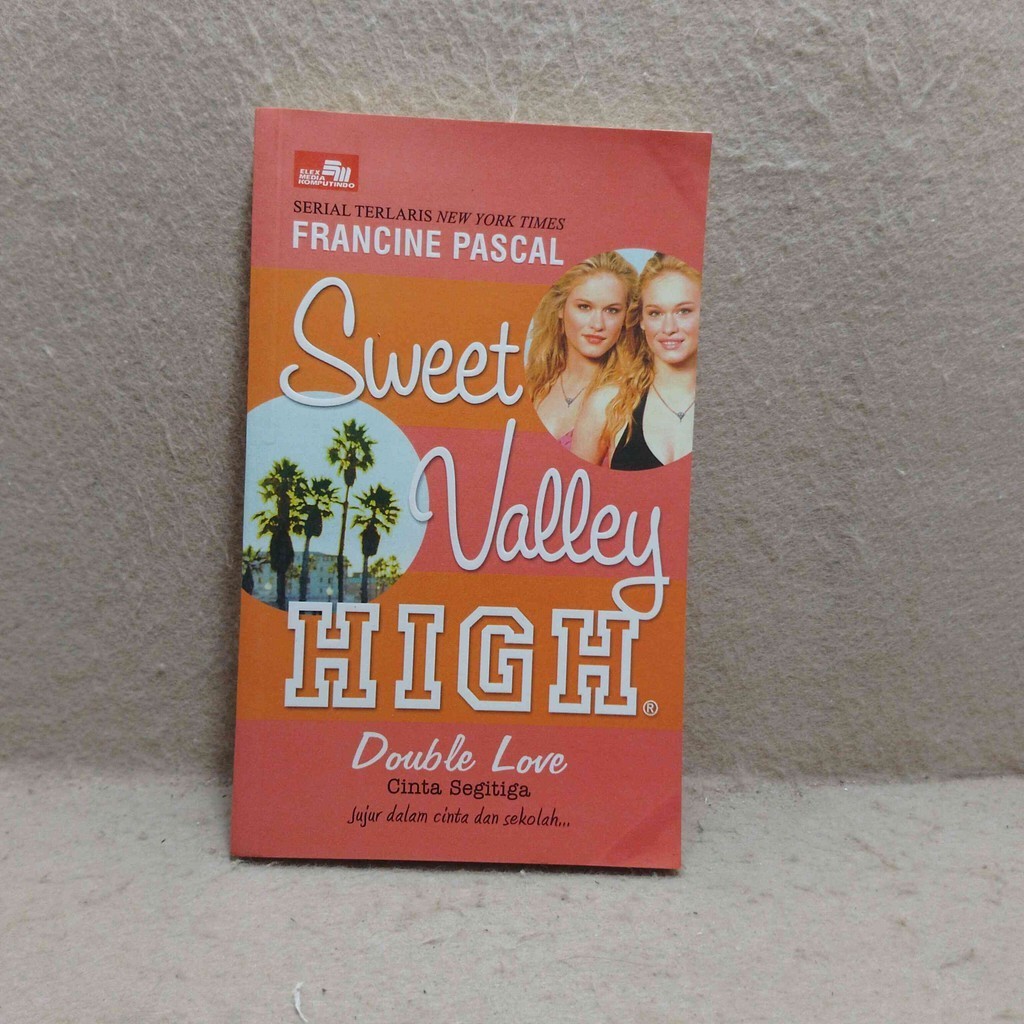 ELEX
MEDIA
KOMPUTINDO
SERIAL TERLARIS NEW YORK TIMES
FRANCINE PASCAL
Sweet
Valley
HIGH®
Double Love
Cinta Segitiga
Jujur dalam cinta dan sekolah...